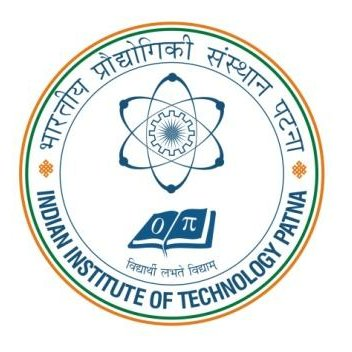 भारतीय प्रौद्योगिकी संस्थान पटना
0 π
विद्यार्थी लभते विद्याम्
INDIAN INSTITUTE OF TECHNOLOGY PATNA